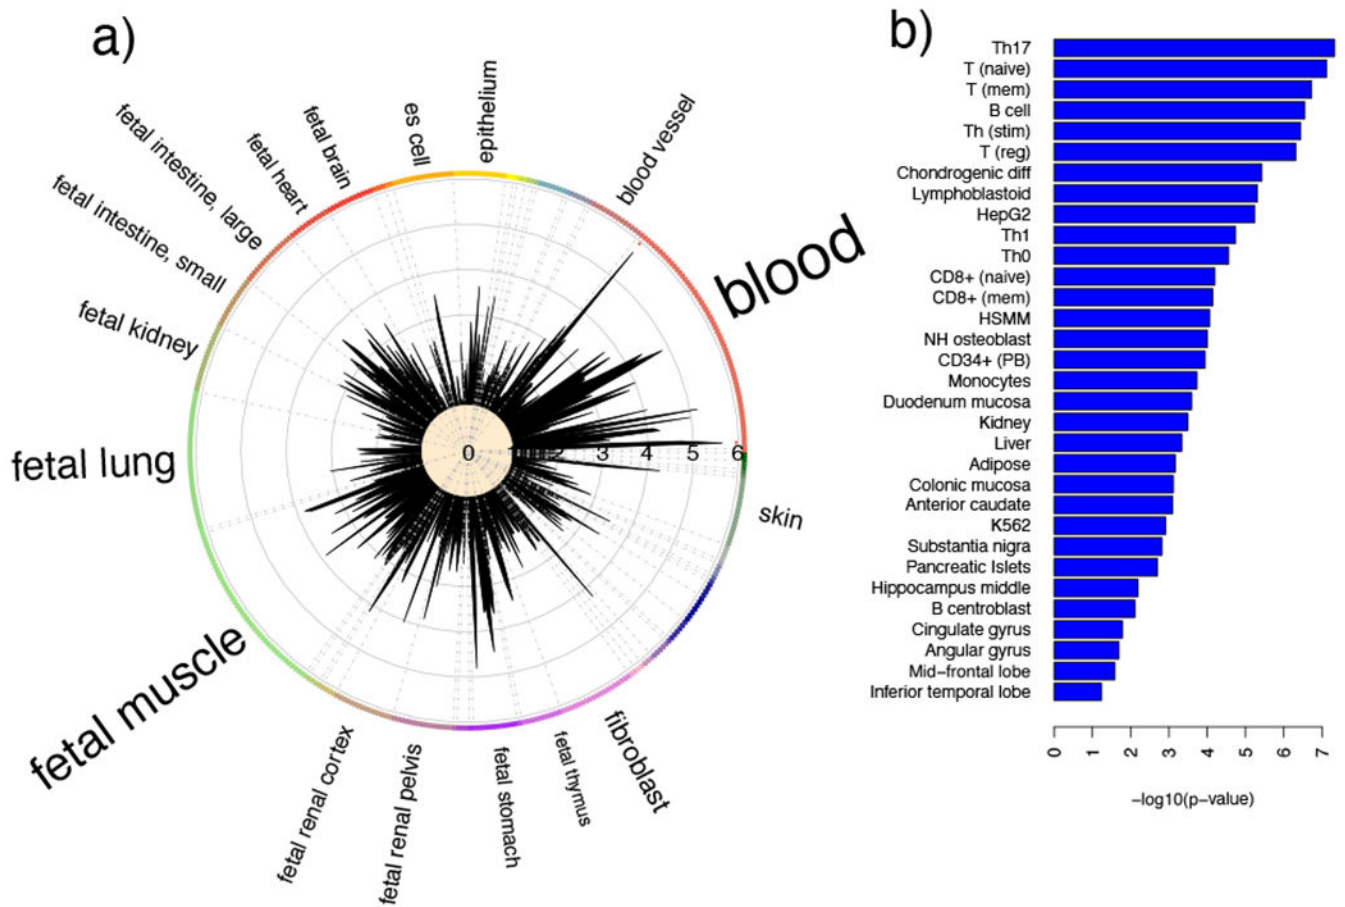 a)
epithelium
es cell
fetal brain
fetal heart
fetal intestine, large
fetal intestine, small
fetal kidney
fetal lung
fetal muscle
fetal renal cortex
fetal renal pelvis
fetal stomach
fetal thymus
fibroblast
skin
blood
blood vessel
0 1 2 3 4 5 6
b)
Th17
T (naive)
T (mem)
B cell
Th (stim)
T (reg)
Chondrogenic diff
Lymphoblastoid
HepG2
Th1
Th0
CD8+ (naive)
CD8+ (mem)
HSMM
NH osteoblast
CD34+ (PB)
Monocytes
Duodenum mucosa
Kidney
Liver
Adipose
Colonic mucosa
Anterior caudate
K562
Substantia nigra
Pancreatic Islets
Hippocampus middle
B centroblast
Cingulate gyrus
Angular gyrus
Mid−frontal lobe
Inferior temporal lobe
0 1 2 3 4 5 6 7
−log10(p−value)